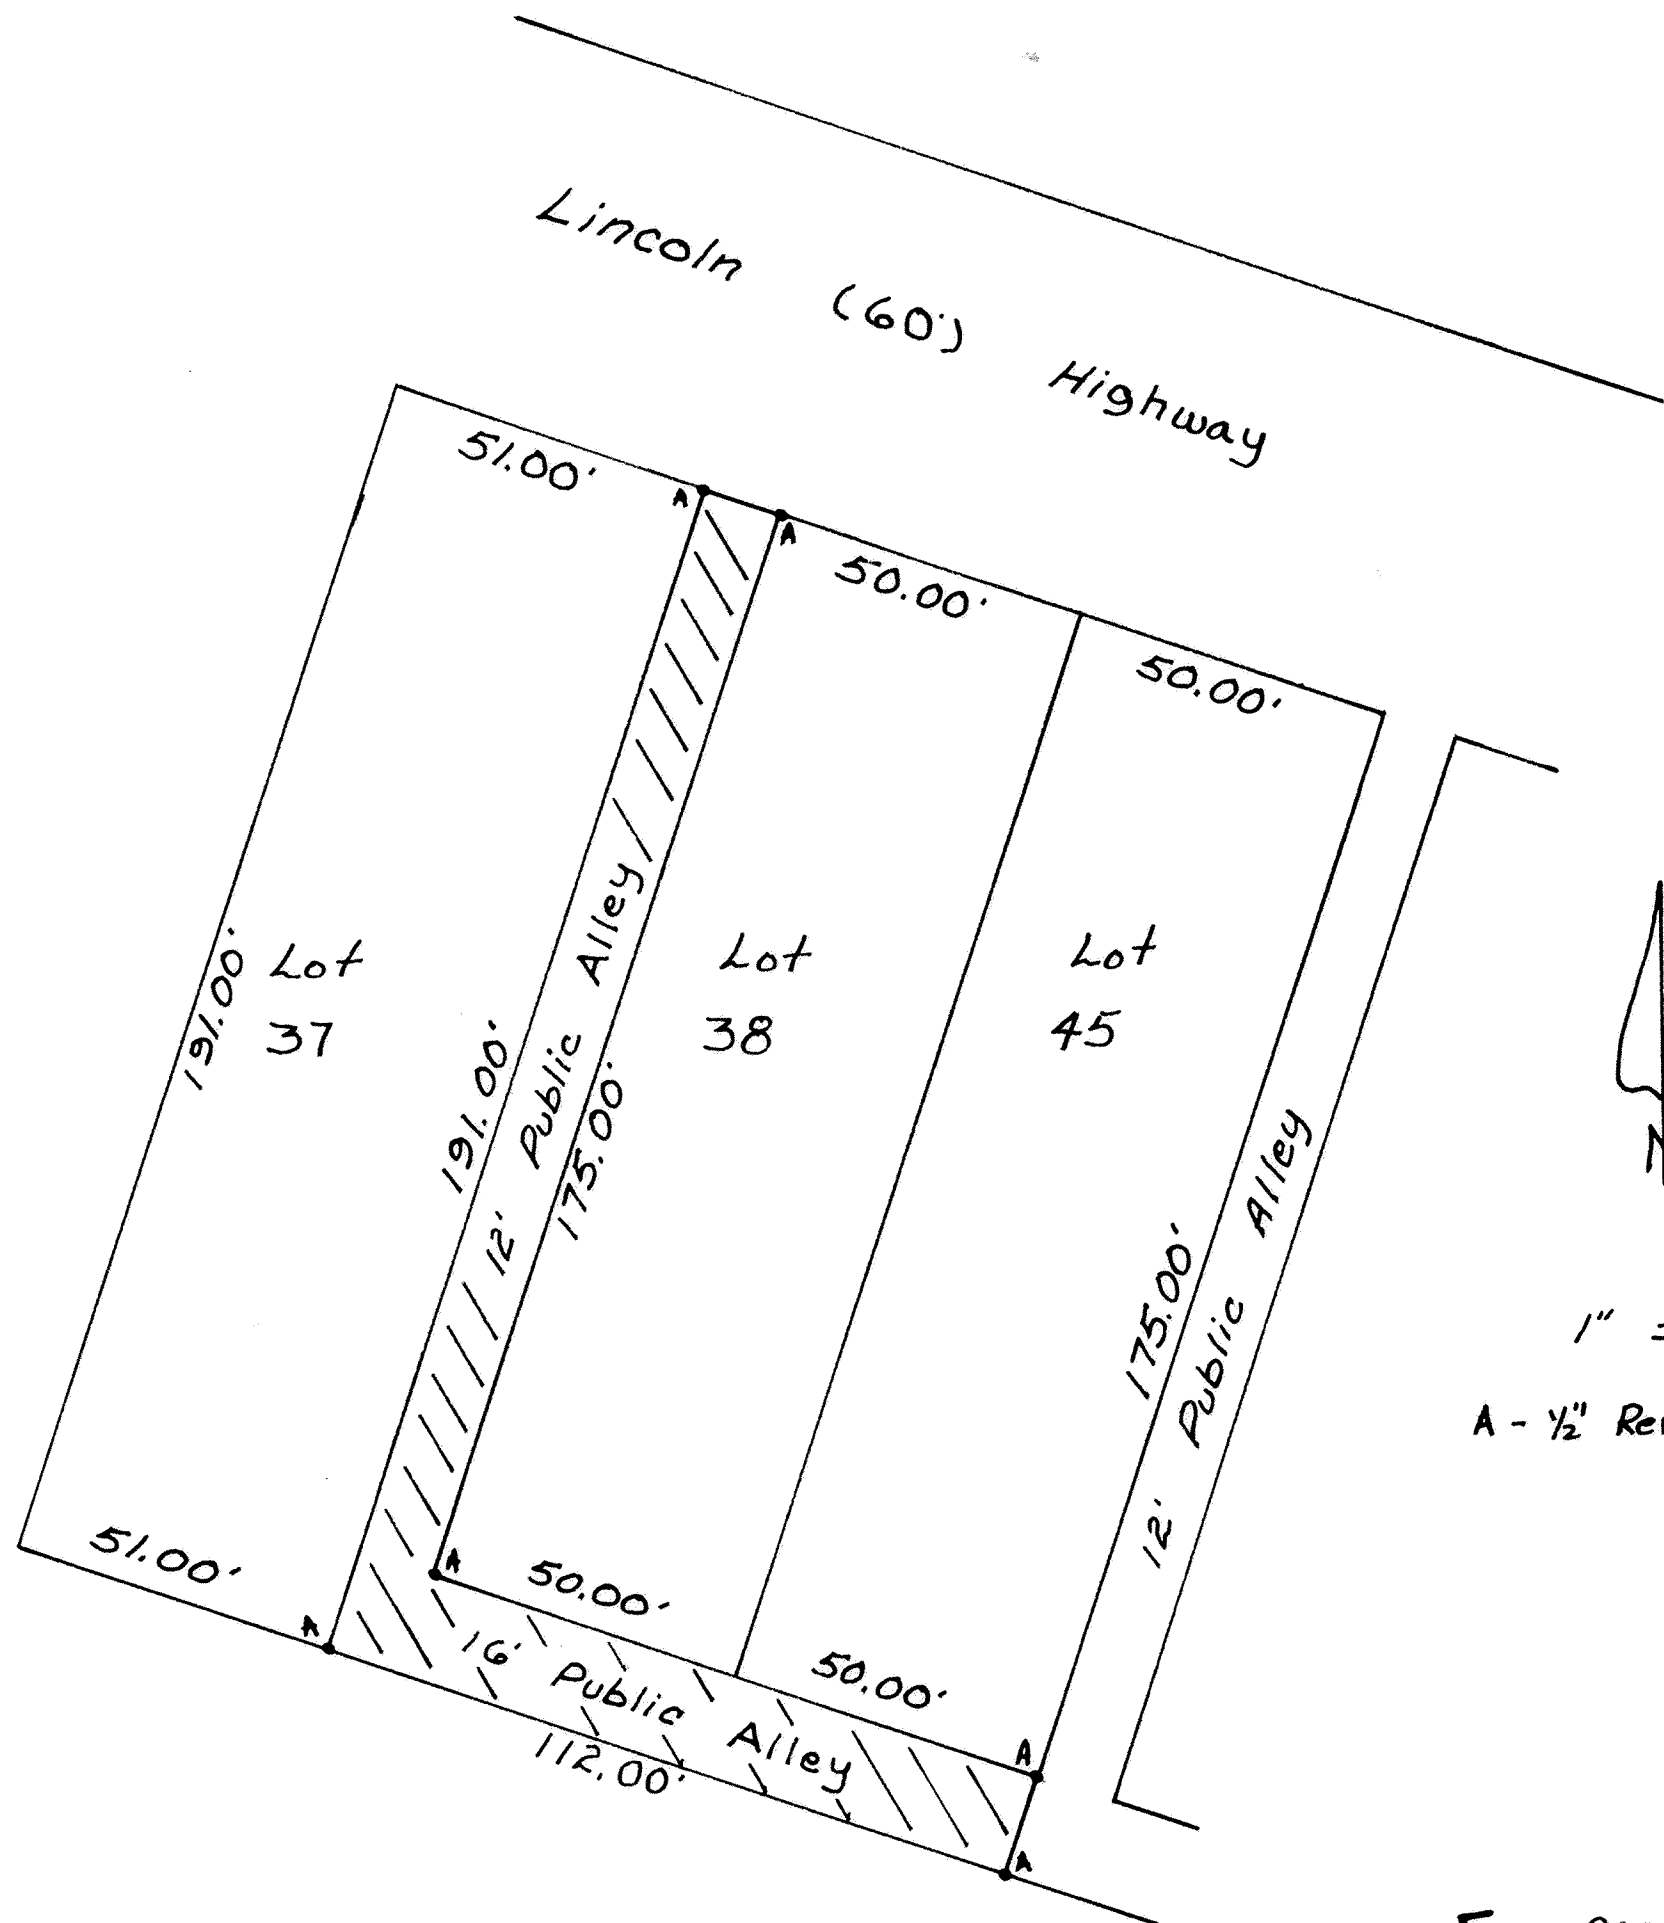 Lincoln (60') Highway
51.00'
A
A
50.00'
50.00'
191.00'
Lot
37
191.00'
12' Public Alley
175.00'
Lot
38
Lot
45
175.00'
12' Public Alley
N
1" =
A - ½"
51.00'
A
A
50.00'
50.00'
A
16' Public Alley
112.00'
A